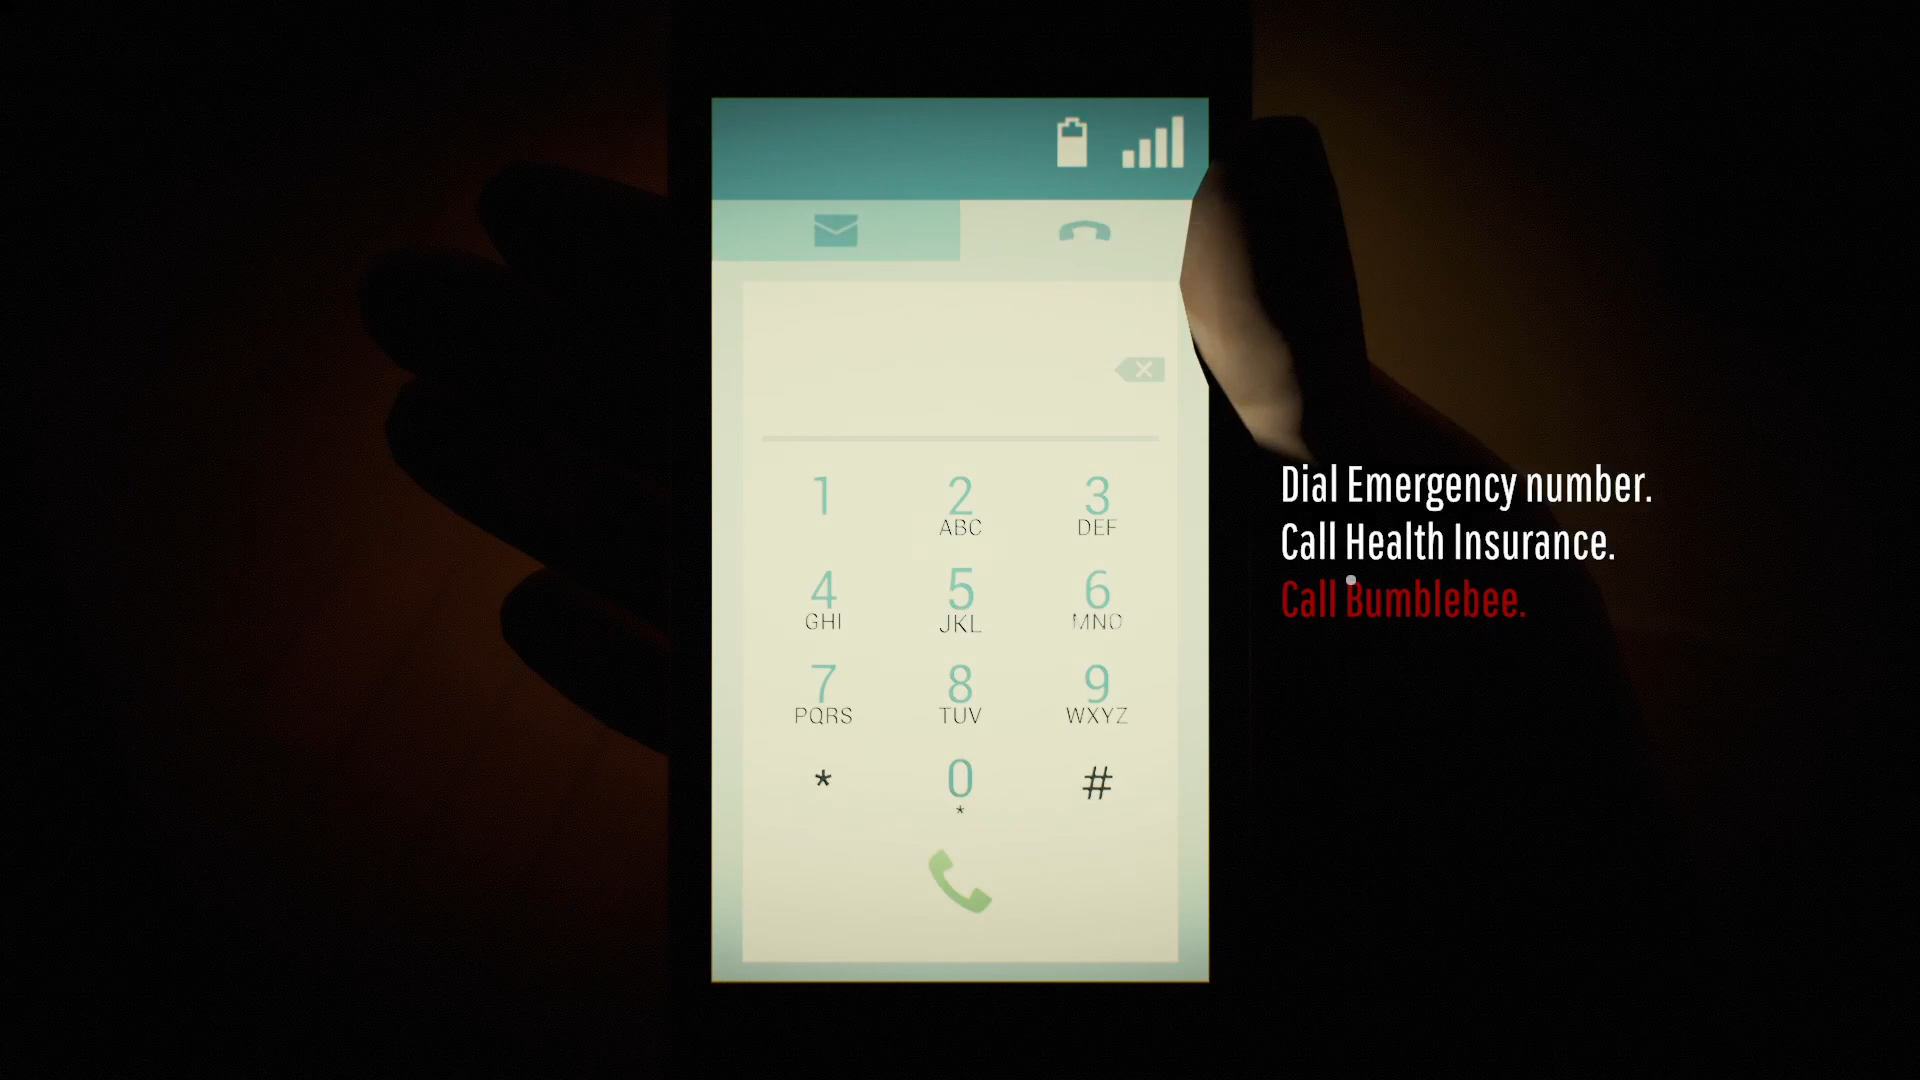 1 2 3
ABC DEF
4 5 6
GHI JKL MNO
7 8 9
PQRS TUV WXYZ
* 0 #
*
Dial Emergency number.
Call Health Insurance.
Call Bumblebee.